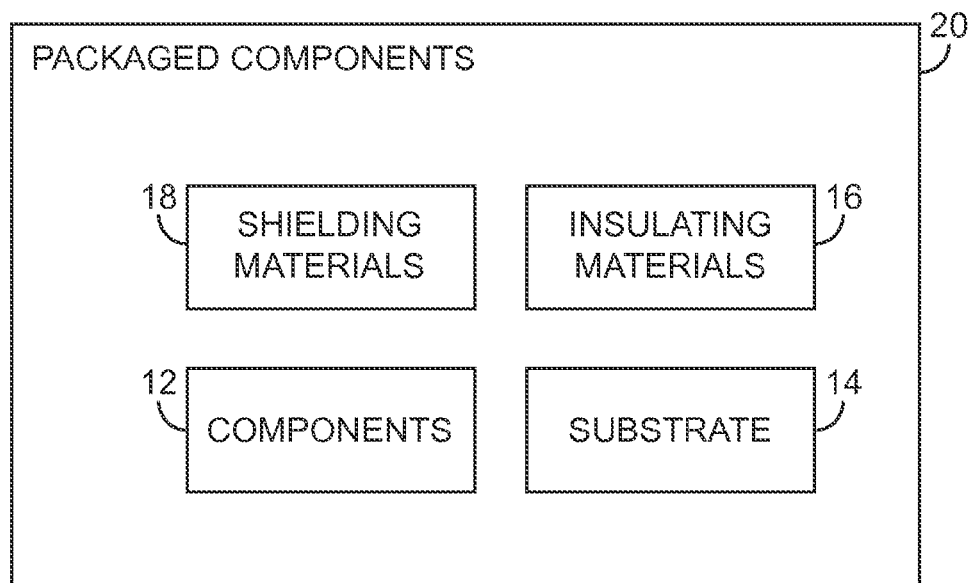 20
PACKAGED COMPONENTS
18
SHIELDING
MATERIALS
INSULATING
MATERIALS
16
12
COMPONENTS
SUBSTRATE
14